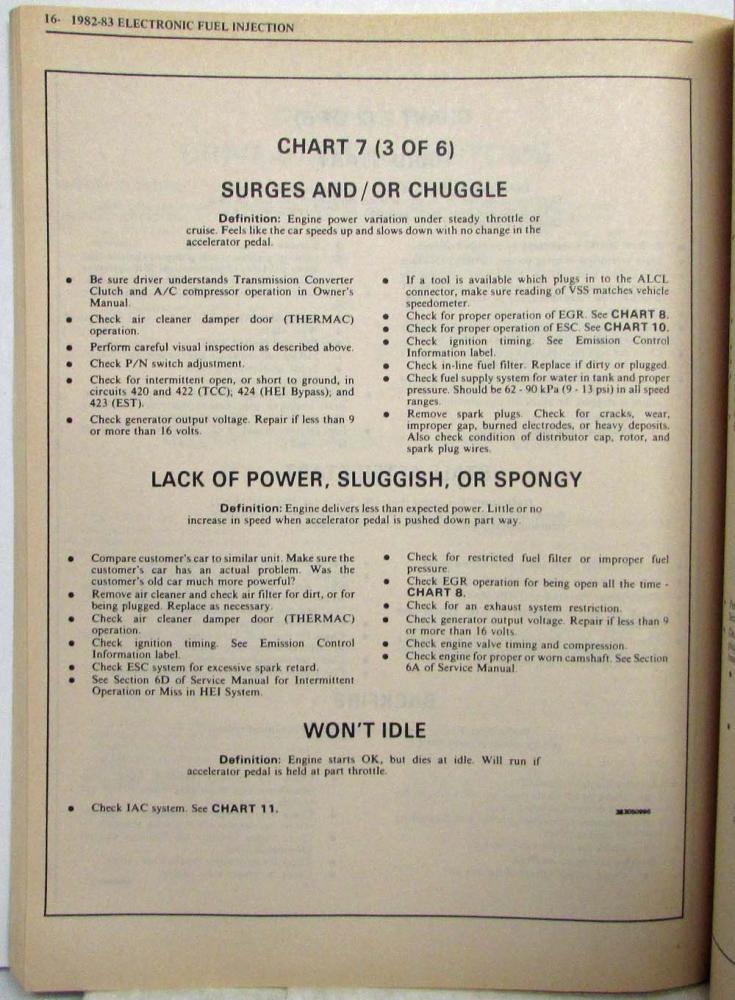 16- 1982-83 ELECTRONIC FUEL INJECTION
CHART 7 (3 OF 6)
SURGES AND/OR CHUGGLE
Definition: Engine power variation under steady throttle or
cruise. Feels like the car speeds up and slows down with no change in the
accelerator pedal.
• Be sure driver understands Transmission Converter
Clutch and A/C compressor operation in Owner's
Manual.
• Check air cleaner damper door (THERMAC)
operation.
• Perform careful visual inspection as described above.
• Check P/N switch adjustment.
• Check for intermittent open, or short to ground, in
circuits 420 and 422 (TCC); 424 (HEI Bypass); and
423 (EST).
• Check generator output voltage. Repair if less than 9
or more than 16 volts.
• If a tool is available which plugs in to the ALCL
connector, make sure reading of VSS matches vehicle
speedometer.
• Check for proper operation of EGR. See CHART 8.
• Check for proper operation of ESC. See CHART 10.
• Check ignition timing. See Emission Control
Information label.
• Check in-line fuel filter. Replace if dirty or plugged.
• Check fuel supply system for water in tank and proper
pressure. Should be 62 - 90 kPa (9 - 13 psi) in all speed
ranges.
• Remove spark plugs. Check for cracks, wear,
improper gap, burned electrodes, or heavy deposits.
Also check condition of distributor cap, rotor, and
spark plug wires.
LACK OF POWER, SLUGGISH, OR SPONGY
Definition: Engine delivers less than expected power. Little or no
increase in speed when accelerator pedal is pushed down part way.
• Compare customer's car to similar unit. Make sure the
customer's car has an actual problem. Was the
customer's old car much more powerful?
• Remove air cleaner and check air filter for dirt, or for
being plugged. Replace as necessary.
• Check air cleaner damper door (THERMAC)
operation.
• Check ignition timing. See Emission Control
Information label.
• Check ESC system for excessive spark retard.
• See Section 6D of Service Manual for Intermittent
Operation or Miss in HEI System.
• Check for restricted fuel filter or improper fuel
pressure.
• Check EGR operation for being open all the time -
CHART 8.
• Check for an exhaust system restriction.
• Check generator output voltage. Repair if less than 9
or more than 16 volts.
• Check engine valve timing and compression.
• Check engine for proper or worn camshaft. See Section
6A of Service Manual.
WON'T IDLE
Definition: Engine starts OK, but dies at idle. Will run if
accelerator pedal is held at part throttle.
• Check IAC system. See CHART 11.